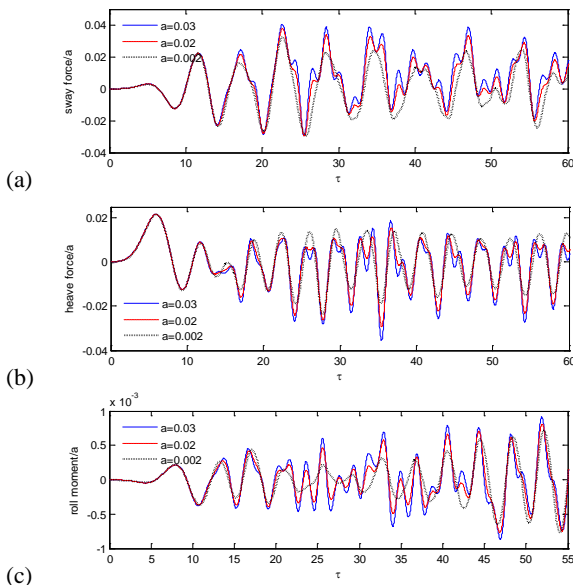 0.04
0.02
0
-0.02
-0.04
sway force/a
a=0.03
a=0.02
a=0.002
0 10 20 30 40 50 60
τ
(a)
0.02
0
-0.02
-0.04
heave force/a
a=0.03
a=0.02
a=0.002
0 10 20 30 40 50 60
τ
(b)
x 10-3
1
0.5
0
-0.5
-1
roll moment/a
a=0.03
a=0.02
a=0.002
0 5 10 15 20 25 30 35 40 45 50 55
τ
(c)